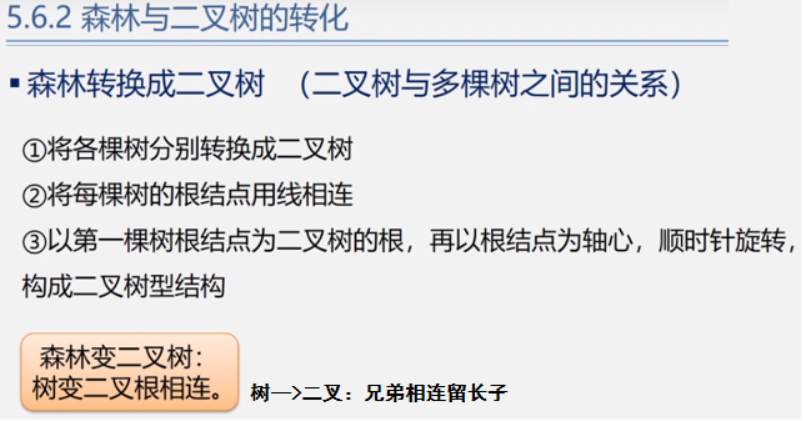 5.6.2 森林与二叉树的转化
▪森林转换成二叉树 （二叉树与多棵树之间的关系）
①将各棵树分别转换成二叉树
②将每棵树的根结点用线相连
③以第一棵树根结点为二叉树的根，再以根结点为轴心，顺时针旋转，
构成二叉树型结构
森林变二叉树：
树变二叉根相连。
树—>二叉：兄弟相连留长子